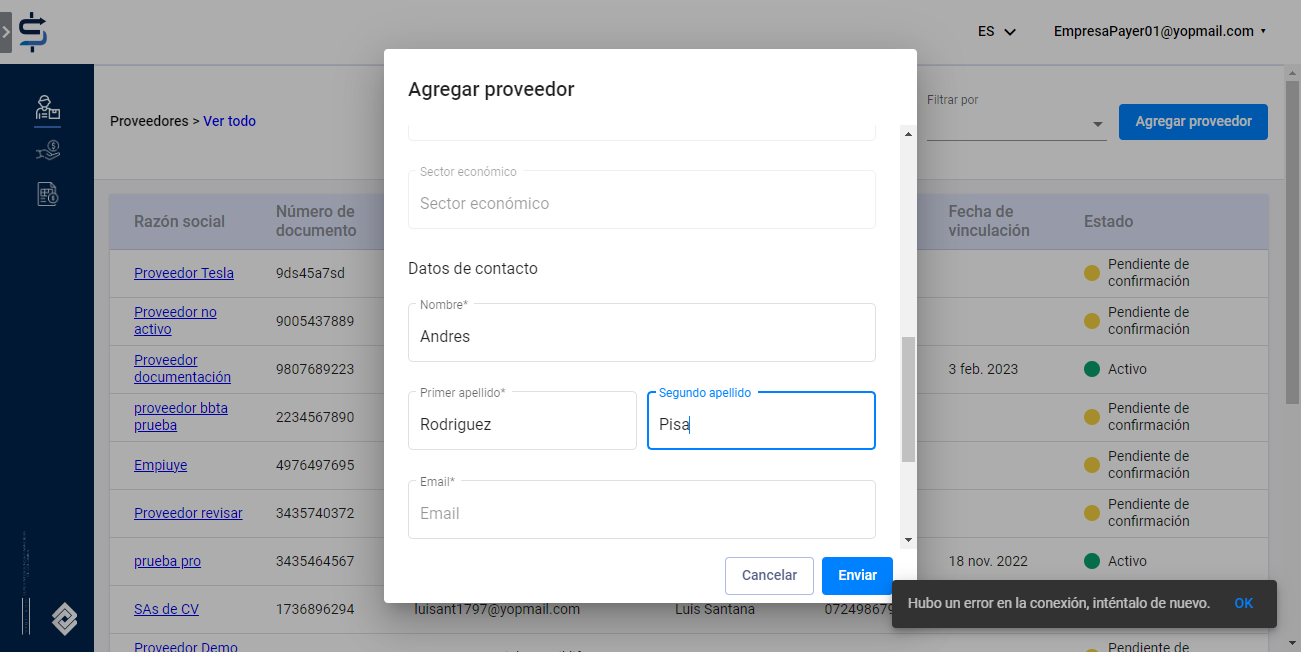 ES
EmpresaPayer01@yopmail.com
Agregar proveedor
Proveedores > Ver todo
Filtrar por
Agregar proveedor
Sector económico
Sector económico
Datos de contacto
Nombre*
Andres
Primer apellido*
Rodriguez
Segundo apellido
Pisa
Email*
Email
Cancelar
Enviar
Razón social
Número de
documento
Fecha de
vinculación
Estado
Proveedor Tesla
9ds45a7sd
Pendiente de
confirmación
Proveedor no
activo
9005437889
Pendiente de
confirmación
Proveedor
documentación
9807689223
3 feb. 2023
Activo
proveedor bbta
prueba
2234567890
Pendiente de
confirmación
Empiuye
4976497695
Pendiente de
confirmación
Proveedor revisar
3435740372
Pendiente de
confirmación
prueba pro
3435464567
18 nov. 2022
Activo
SAs de CV
1736896294
luisant1797@yopmail.com
Luis Santana
072498679
Proveedor Demo
Pendiente de
Hubo un error en la conexión, inténtalo de nuevo.
OK